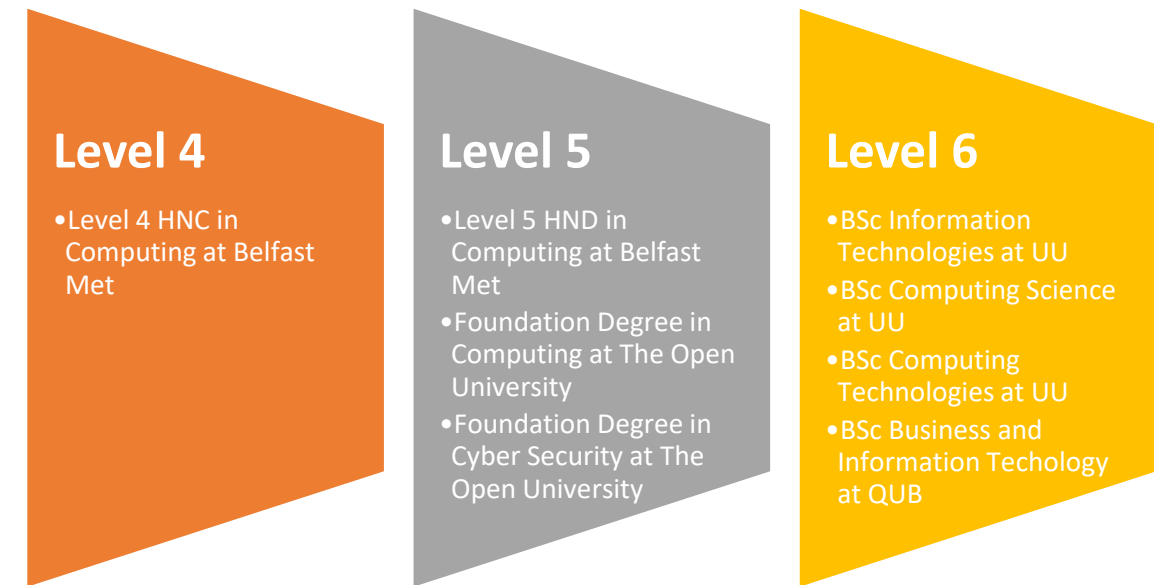 Level 4
•Level 4 HNC in
Computing at Belfast
Met
Level 5
•Level 5 HND in
Computing at Belfast
Met
•Foundation Degree in
Computing at The Open
University
•Foundation Degree in
Cyber Security at The
Open University
Level 6
•BSc Information
Technologies at UU
•BSc Computing Science
at UU
•BSc Computing
Technologies at UU
•BSc Business and
Information Techology
at QUB